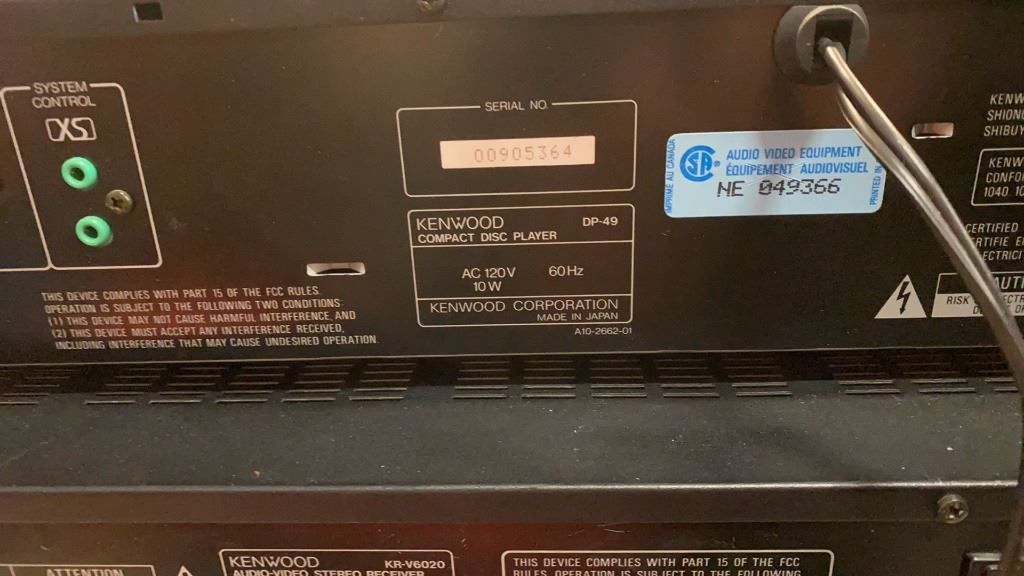 SYSTEM
CONTROL
XS
SERIAL NO.
00905364
KENWOOD DP-49
COMPACT DISC PLAYER
AC 120V 60Hz
10W
KENWOOD CORPORATION
MADE IN JAPAN
A10-2662-01
IMPRIMÉ AU CANADA
AUDIO VIDEO EQUIPMENT
ÉQUIPEMENT AUDIOVISUEL
NE 049366
PRINTED IN
THIS DEVICE COMPLIES WITH PART 15 OF THE FCC RULES.
OPERATION IS SUBJECT TO THE FOLLOWING TWO CONDITIONS:
(1) THIS DEVICE MAY NOT CAUSE HARMFUL INTERFERENCE, AND
(2) THIS DEVICE MUST ACCEPT ANY INTERFERENCE RECEIVED,
INCLUDING INTERFERENCE THAT MAY CAUSE UNDESIRED OPERATION.
CERTIFIED
RISK
ATTENTION
KENWOOD KR-V6020
AUDIO-VIDEO STEREO RECEIVER
THIS DEVICE COMPLIES WITH PART 15 OF THE FCC
RULES. OPERATION IS SUBJECT TO THE FOLLOWING